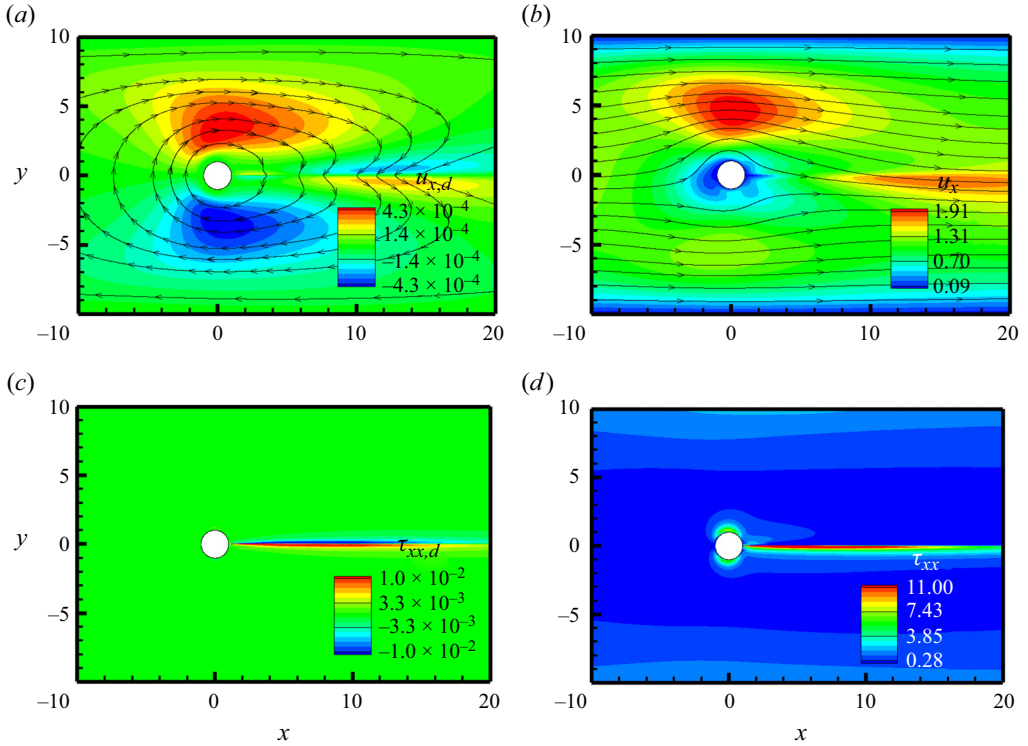 (a)
(b)
10
5
y
0
–5
–10
0
10
20
u_{x,d}
4.3 × 10^{–4}
1.4 × 10^{–4}
–1.4 × 10^{–4}
–4.3 × 10^{–4}
10
5
0
–5
–10
0
10
20
u_x
1.91
1.31
0.70
0.09
(c)
(d)
10
5
y
0
–5
–10
0
10
20
x
τ_{xx,d}
1.0 × 10^{–2}
3.3 × 10^{–3}
–3.3 × 10^{–3}
–1.0 × 10^{–2}
10
5
0
–5
–10
0
10
20
x
τ_{xx}
11.00
7.43
3.85
0.28